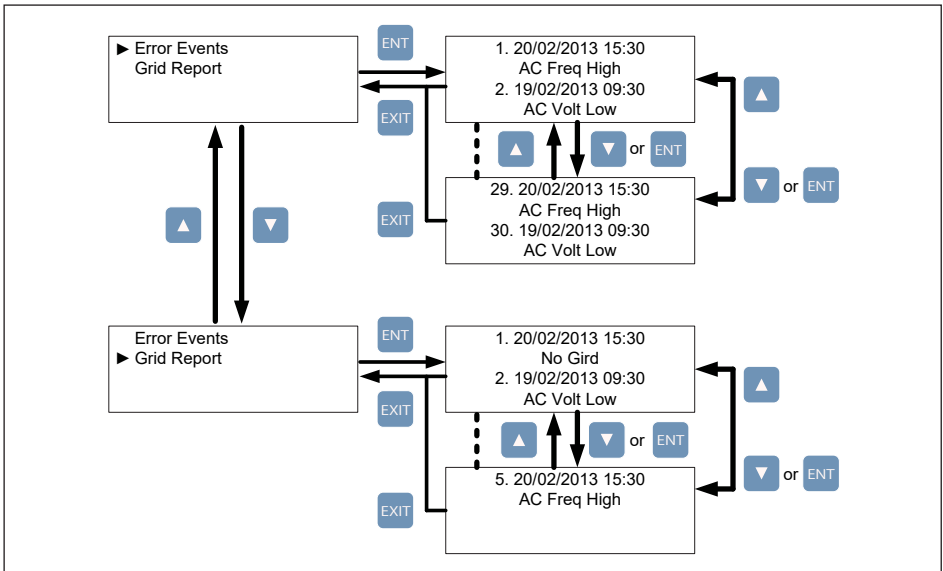 ► Error Events
Grid Report
ENT
EXIT
1. 20/02/2013 15:30
AC Freq High
2. 19/02/2013 09:30
AC Volt Low
or ENT
EXIT
29. 20/02/2013 15:30
AC Freq High
30. 19/02/2013 09:30
AC Volt Low
or ENT
Error Events
► Grid Report
ENT
EXIT
1. 20/02/2013 15:30
No Gird
2. 19/02/2013 09:30
AC Volt Low
or ENT
EXIT
5. 20/02/2013 15:30
AC Freq High
or ENT